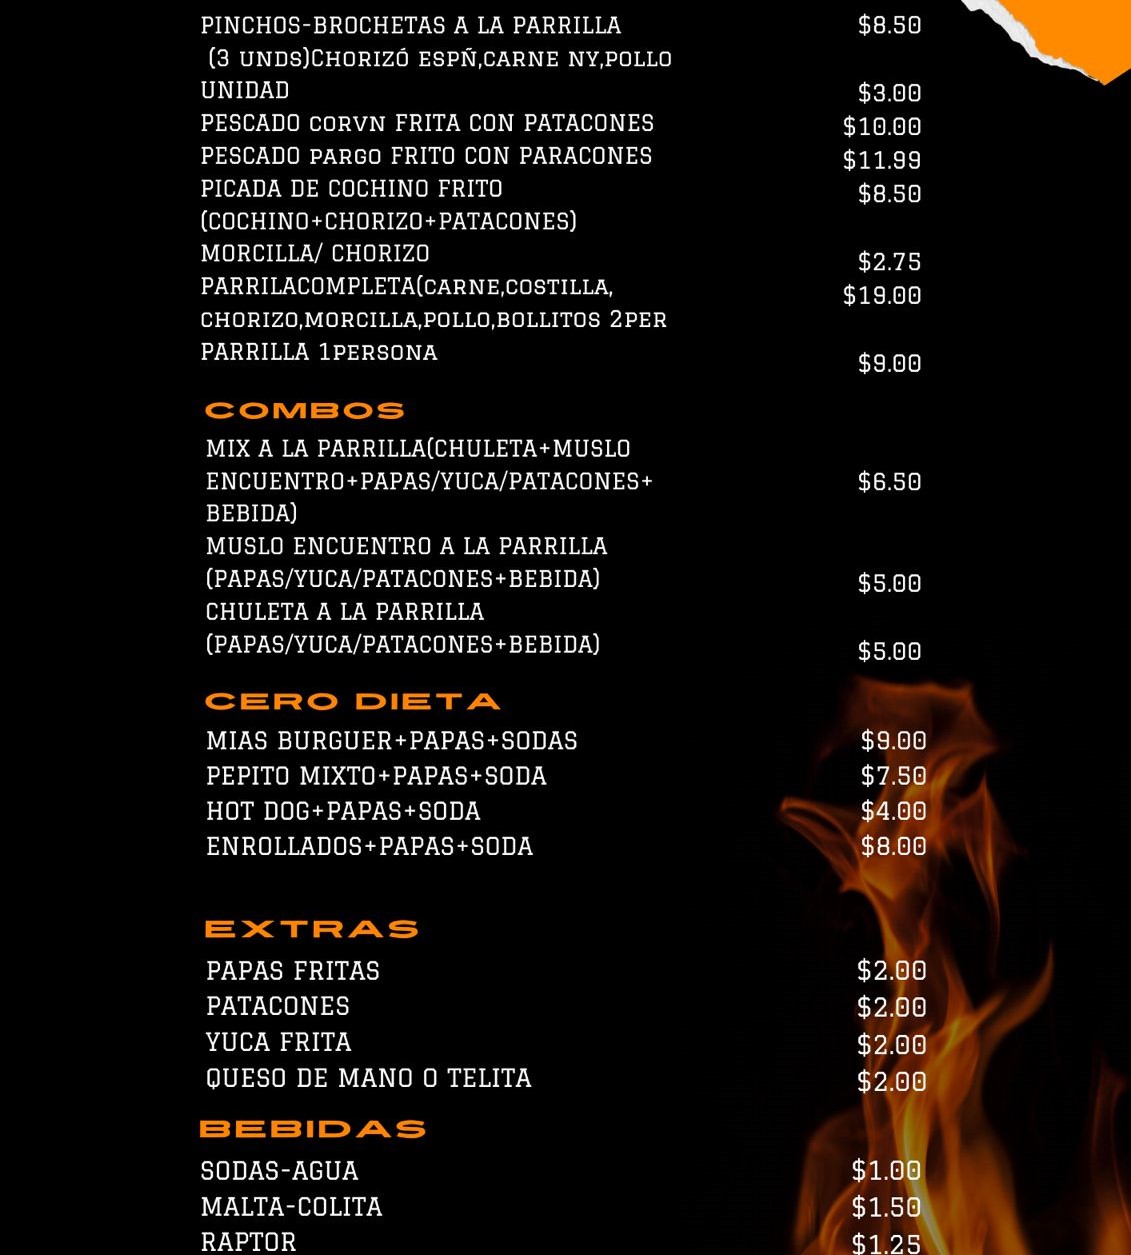 PINCHOS-BROCHETAS A LA PARRILLA $8.50
(3 UNDS)CHORIZÓ ESPÑ,CARNE NY,POLLO
UNIDAD $3.00
PESCADO CORVN FRITA CON PATACONES $10.00
PESCADO PARGO FRITO CON PARACONES $11.99
PICADA DE COCHINO FRITO $8.50
(COCHINO+CHORIZO+PATACONES)
MORCILLA/ CHORIZO $2.75
PARRILACOMPLETA(CARNE,COSTILLA, $19.00
CHORIZO,MORCILLA,POLLO,BOLLITOS 2PER
PARRILLA 1PERSONA $9.00
COMBOS
MIX A LA PARRILLA(CHULETA+MUSLO
ENCUENTRO+PAPAS/YUCA/PATACONES+ $6.50
BEBIDA)
MUSLO ENCUENTRO A LA PARRILLA
(PAPAS/YUCA/PATACONES+BEBIDA) $5.00
CHULETA A LA PARRILLA
(PAPAS/YUCA/PATACONES+BEBIDA) $5.00
CERO DIETA
MIAS BURGUER+PAPAS+SODAS $9.00
PEPITO MIXTO+PAPAS+SODA $7.50
HOT DOG+PAPAS+SODA $4.00
ENROLLADOS+PAPAS+SODA $8.00
EXTRAS
PAPAS FRITAS $2.00
PATACONES $2.00
YUCA FRITA $2.00
QUESO DE MANO O TELITA $2.00
BEBIDAS
SODAS-AGUA $1.00
MALTA-COLITA $1.50
RAPTOR $1.25